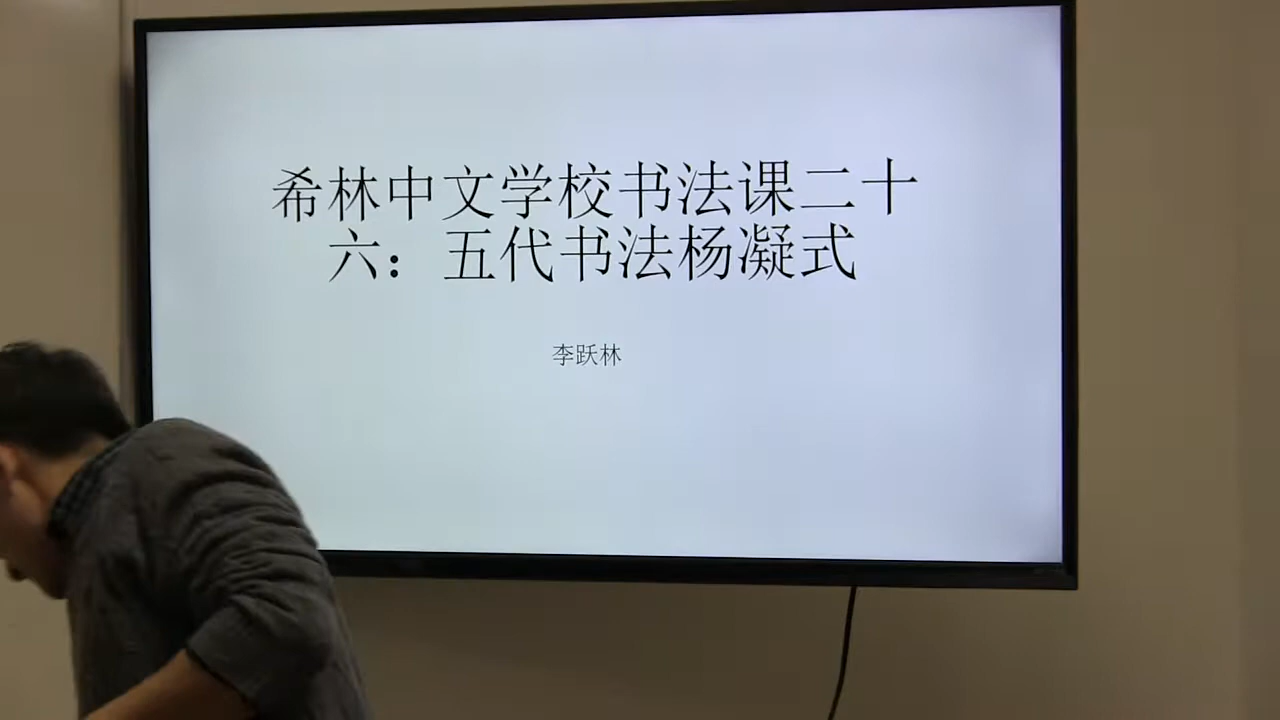 希林中文学校书法课二十
六：五代书法杨凝式
李跃林